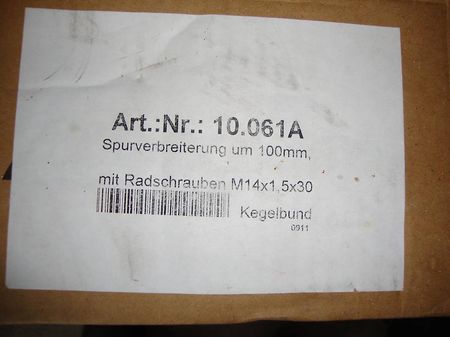 Art.:Nr.: 10.061A
Spurverbreiterung um 100mm,
mit Radschrauben M14x1,5x30
Kegelbund
0911